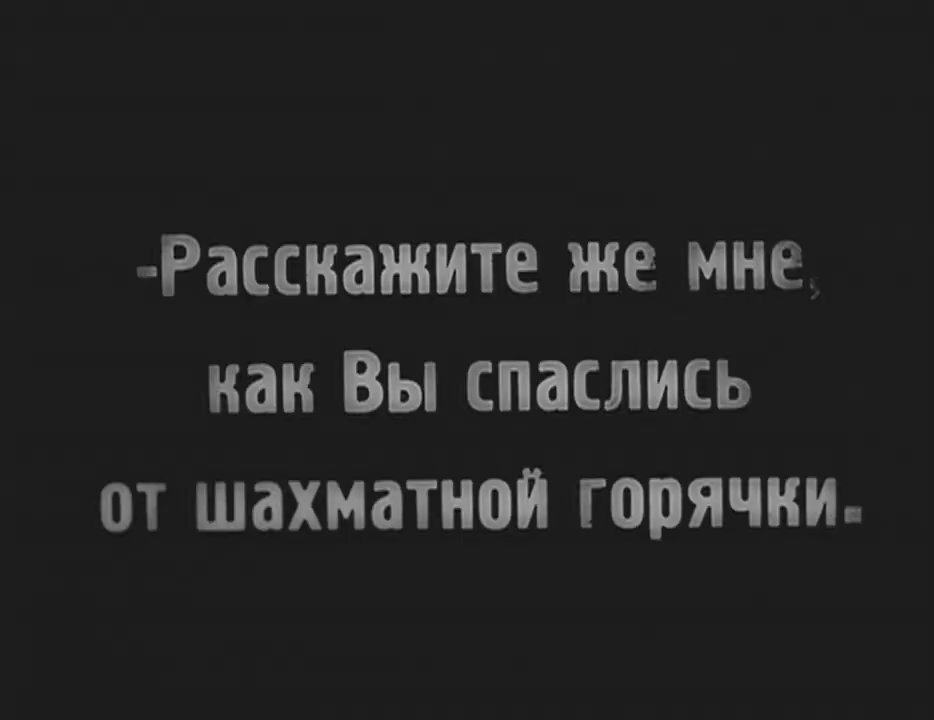 -Расскажите же мне,
как Вы спаслись
от шахматной горячки.